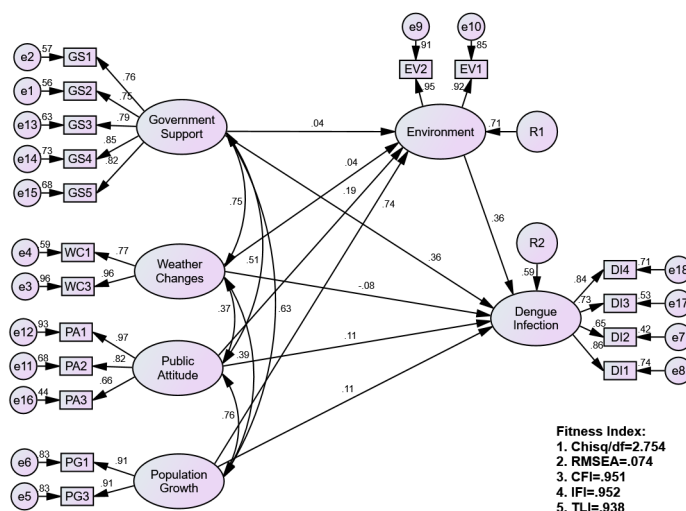 e9
e10
.91
.85
EV2
EV1
.95
.92
e2
.57
GS1
.76
e1
.56
GS2
.75
e13
.63
GS3
.79
e14
.73
GS4
.85
e15
.68
GS5
.82
Government
Support
.04
Environment
.71
R1
.04
.19
.74
.75
.51
.63
.36
.36
R2
.59
e4
.59
WC1
.77
e3
.96
WC3
.96
Weather
Changes
-.08
.37
.39
Dengue
Infection
.84
DI4
.71
e18
.73
DI3
.53
e17
.65
DI2
.42
e7
.86
DI1
.74
e8
e12
.93
PA1
.97
e11
.68
PA2
.82
e16
.44
PA3
.66
Public
Attitude
.11
.76
.11
e6
.83
PG1
.91
e5
.83
PG3
.91
Population
Growth
Fitness Index:
1. Chisq/df=2.754
2. RMSEA=.074
3. CFI=.951
4. IFI=.952
5. TLI=.938